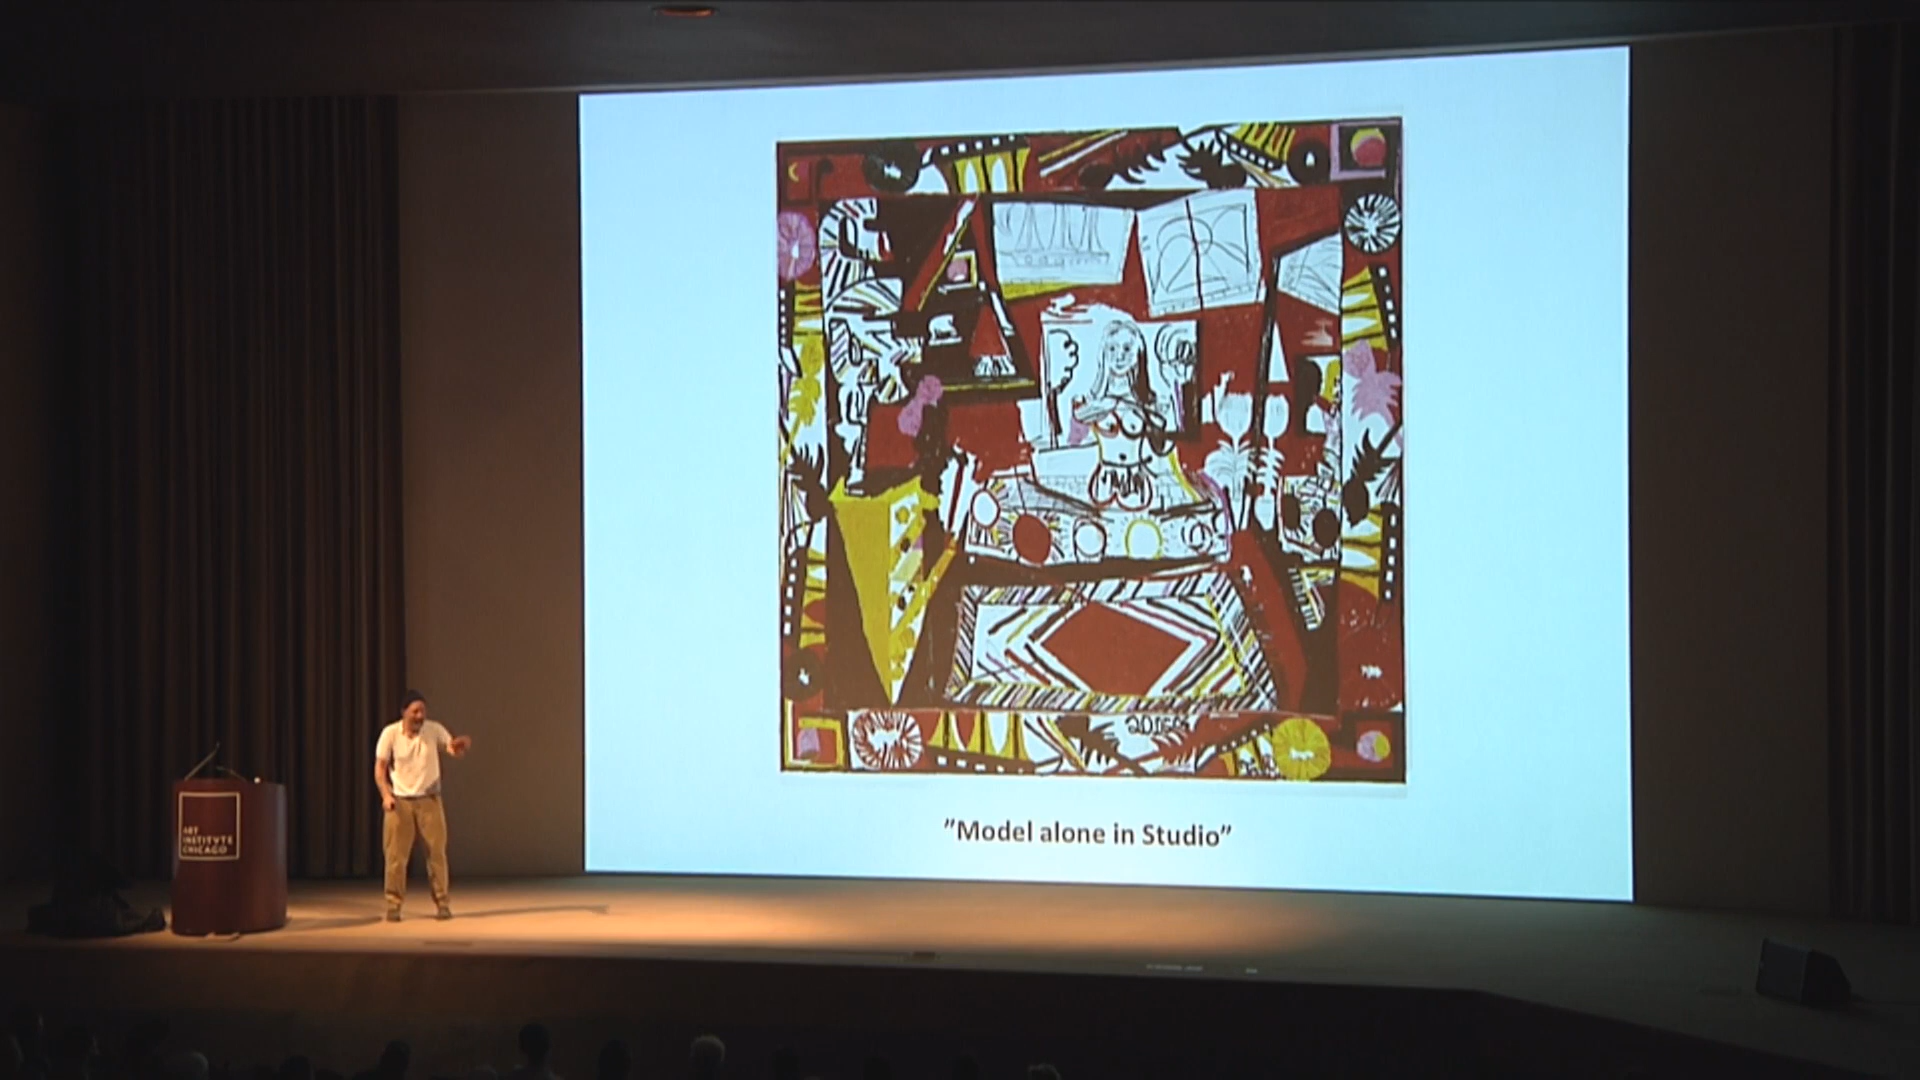 ”Model alone in Studio”
ART
INSTITVTE
CHICAGO